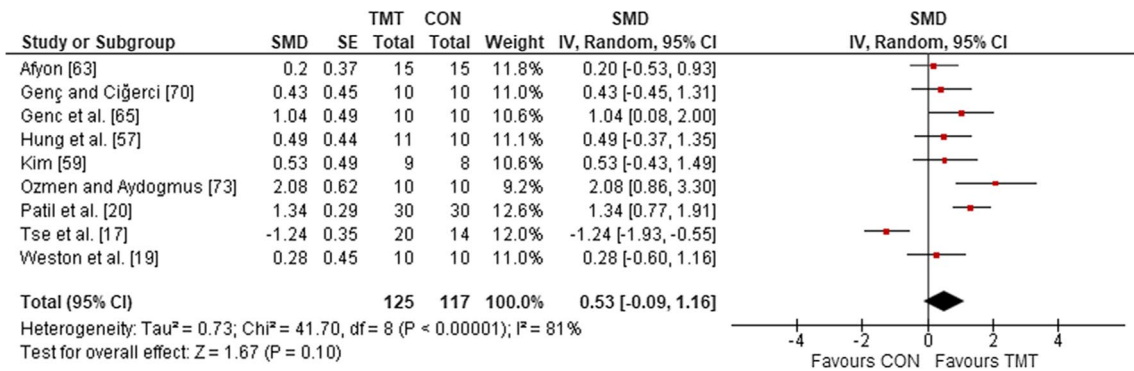 TMT CON SMD SMD
Study or Subgroup SMD SE Total Total Weight IV, Random, 95% CI IV, Random, 95% CI
Afyon [63] 0.2 0.37 15 15 11.8% 0.20 [-0.53, 0.93]
Genç and Ciğerci [70] 0.43 0.45 10 10 11.0% 0.43 [-0.45, 1.31]
Genc et al. [65] 1.04 0.49 10 10 10.6% 1.04 [0.08, 2.00]
Hung et al. [57] 0.49 0.44 11 10 11.1% 0.49 [-0.37, 1.35]
Kim [59] 0.53 0.49 9 8 10.6% 0.53 [-0.43, 1.49]
Ozmen and Aydogmus [73] 2.08 0.62 10 10 9.2% 2.08 [0.86, 3.30]
Patil et al. [20] 1.34 0.29 30 30 12.6% 1.34 [0.77, 1.91]
Tse et al. [17] -1.24 0.35 20 14 12.0% -1.24 [-1.93, -0.55]
Weston et al. [19] 0.28 0.45 10 10 11.0% 0.28 [-0.60, 1.16]
Total (95% CI) 125 117 100.0% 0.53 [-0.09, 1.16]
Heterogeneity: Tau² = 0.73; Chi² = 41.70, df = 8 (P < 0.00001); I² = 81%
Test for overall effect: Z = 1.67 (P = 0.10)
-4 -2 0 2 4
Favours CON Favours TMT